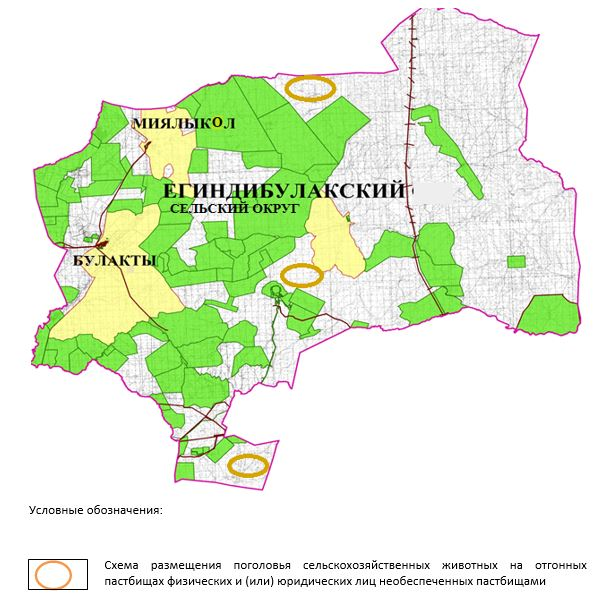 МИЯЛЫКОЛ
ЕГИНДИБУЛАКСКИЙ
СЕЛЬСКИЙ ОКРУГ
БУЛАКТЫ
Условные обозначения:
Схема размещения поголовья сельскохозяйственных животных на отгонных
пастбищах физических и (или) юридических лиц необеспеченных пастбищами